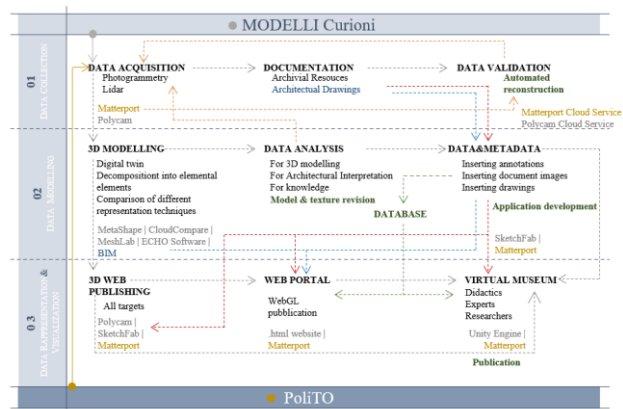 MODELLI Curioni
01
DATA COLLECTION
DATA ACQUISITION
Photogrammetry
Lidar
Matterport
Polycam
DOCUMENTATION
Archivial Resouces
Architectual Drawings
DATA VALIDATION
Automated
reconstruction
Matterport Cloud Service
Polycam Cloud Service
02
DATA MODELLING
3D MODELLING
Digital twin
Decompositiont into elemental
elements
Comparison of different
representation techniques
MetaShape | CloudCompare |
MeshLab | ECHO Software |
BIM
DATA ANALYSIS
For 3D modelling
For Architectural Interpretation
For knowledge
Model & texture revision
DATABASE
DATA&METADATA
Inserting annotations
Inserting document images
Inserting drawings
Application development
SketchFab |
Matterport
03
DATA RAPPRESENTATION &
VISUALIZATION
3D WEB
PUBLISHING
All targets
Polycam |
SketchFab |
Matterport
WEB PORTAL
WebGL
pubblication
.html website |
Matterport
VIRTUAL MUSEUM
Didactics
Experts
Researchers
Unity Engine |
Matterport
Publication
PoliTO